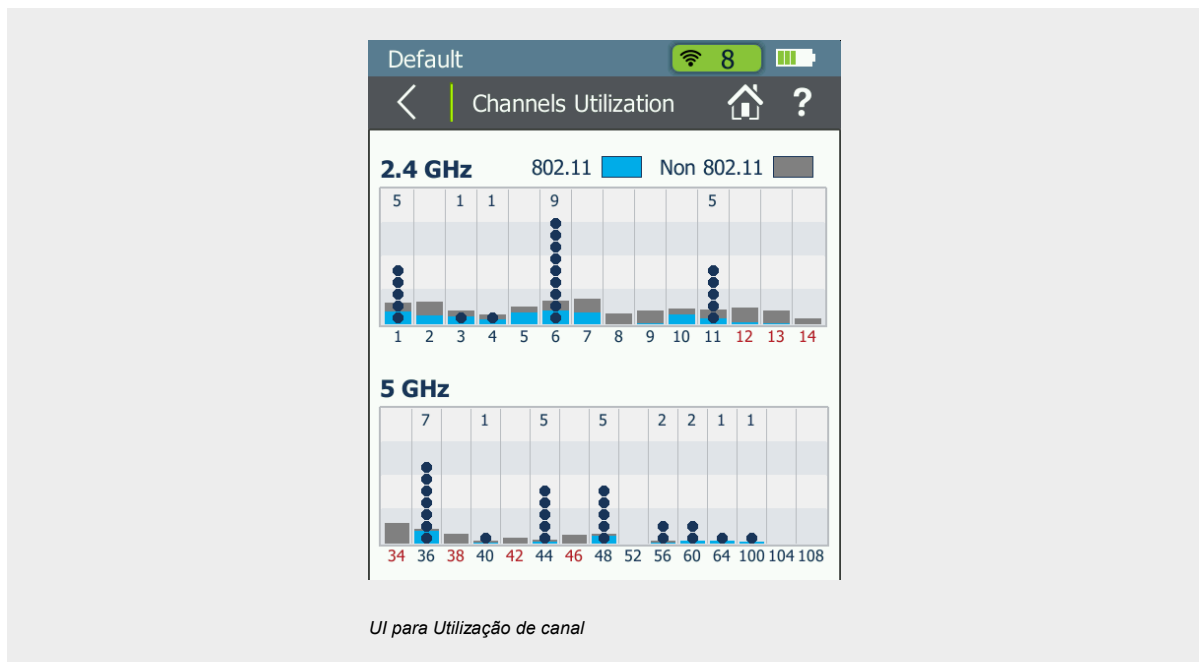 Default 8
Channels Utilization ?
2.4 GHz 802.11 Non 802.11
5 1 1 9 5
1 2 3 4 5 6 7 8 9 10 11 12 13 14
5 GHz
7 1 5 5 2 2 1 1
34 36 38 40 42 44 46 48 52 56 60 64 100 104 108
UI para Utilização de canal